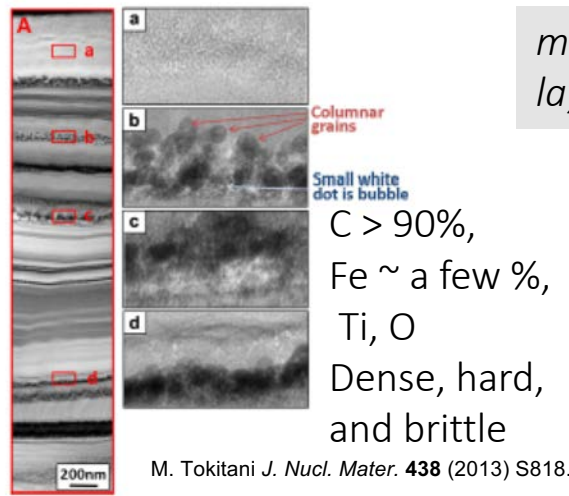 A
a
b
c
d
200nm
a
b
Columnar
grains
Small white
dot is bubble
c
d
C > 90%,
Fe ~ a few %,
Ti, O
Dense, hard,
and brittle
M. Tokitani J. Nucl. Mater. 438 (2013) S818.